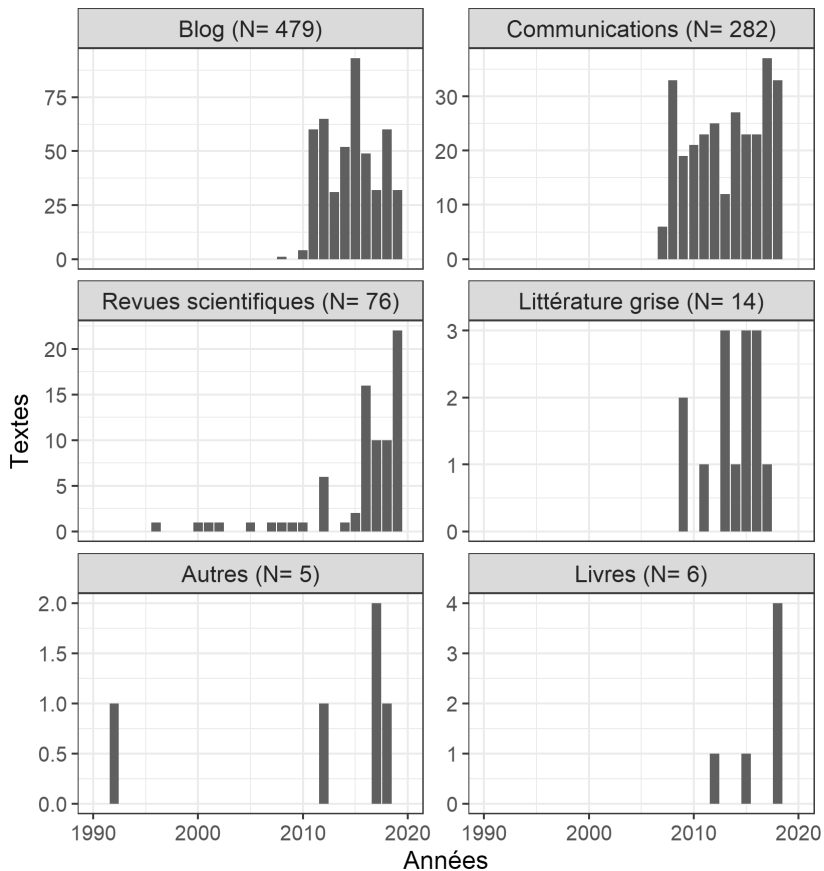 Blog (N= 479)
75
50
25
0
Communications (N= 282)
30
20
10
0
Revues scientifiques (N= 76)
20
15
10
5
0
Littérature grise (N= 14)
3
2
1
0
Autres (N= 5)
2.0
1.5
1.0
0.5
0.0
1990 2000 2010 2020
Livres (N= 6)
4
3
2
1
0
1990 2000 2010 2020
Textes
Années